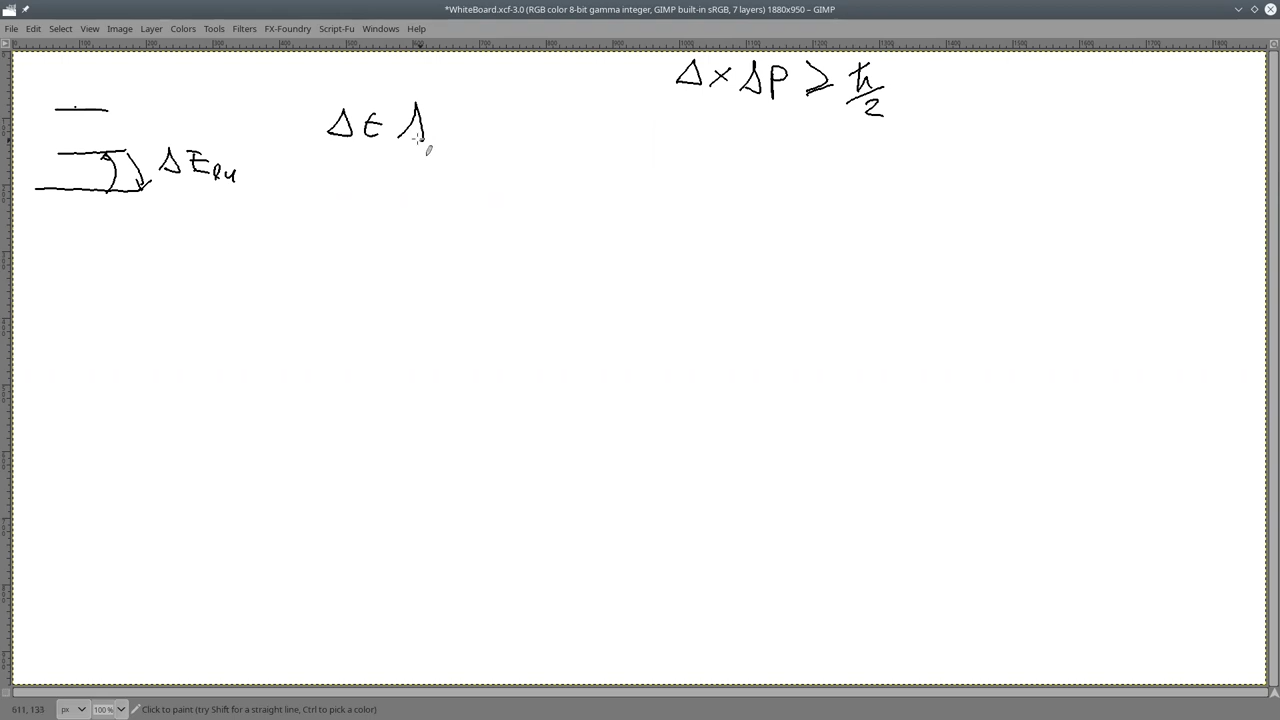 *WhiteBoard.xcf-3.0 (RGB color 8-bit gamma integer, GIMP built-in sRGB, 7 layers) 1880x950 – GIMP
File Edit Select View Image Layer Colors Tools Filters FX-Foundry Script-Fu Windows Help
Δx ΔP ≥ ℏ/2
ΔE Δ
ΔE
611, 133 px 100% Click to paint (try Shift for a straight line, Ctrl to pick a color)